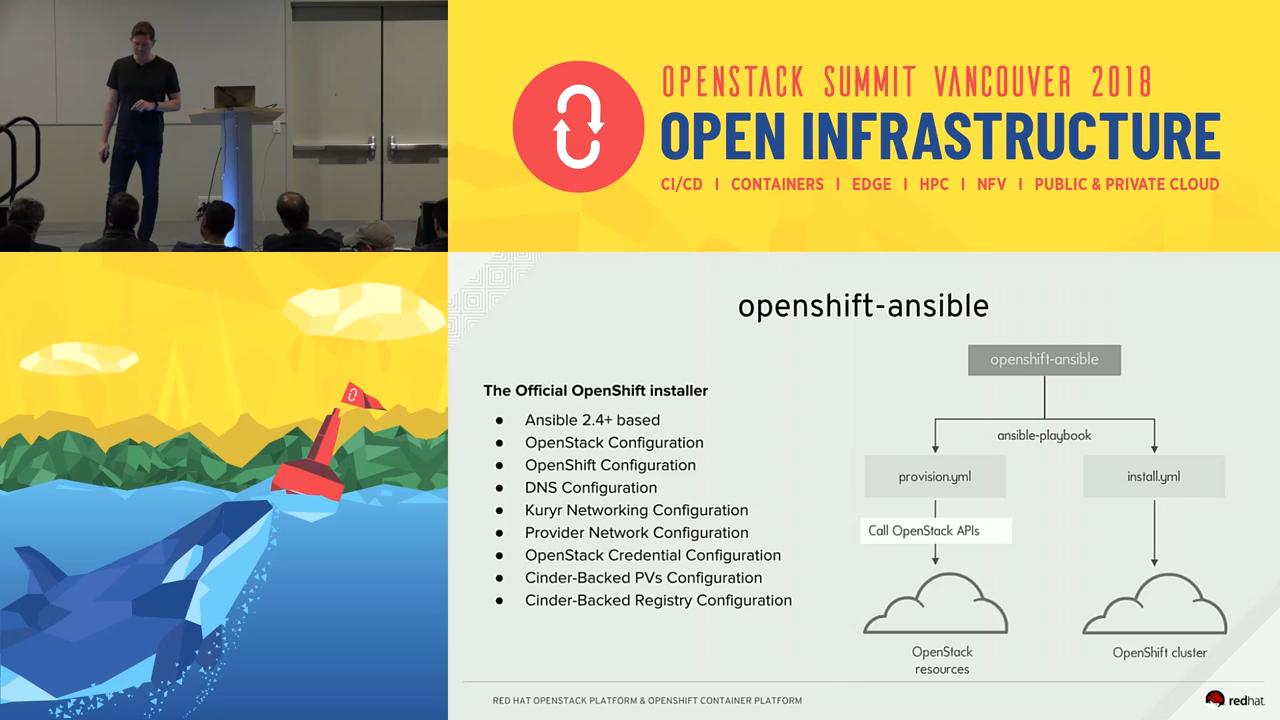 OPENSTACK SUMMIT VANCOUVER 2018
OPEN INFRASTRUCTURE
CI/CD | CONTAINERS | EDGE | HPC | NFV | PUBLIC & PRIVATE CLOUD
openshift-ansible
The Official OpenShift installer
● Ansible 2.4+ based
● OpenStack Configuration
● OpenShift Configuration
● DNS Configuration
● Kuryr Networking Configuration
● Provider Network Configuration
● OpenStack Credential Configuration
● Cinder-Backed PVs Configuration
● Cinder-Backed Registry Configuration
openshift-ansible
ansible-playbook
provision.yml
install.yml
Call OpenStack APIs
OpenStack
resources
OpenShift cluster
RED HAT OPENSTACK PLATFORM & OPENSHIFT CONTAINER PLATFORM
redhat.